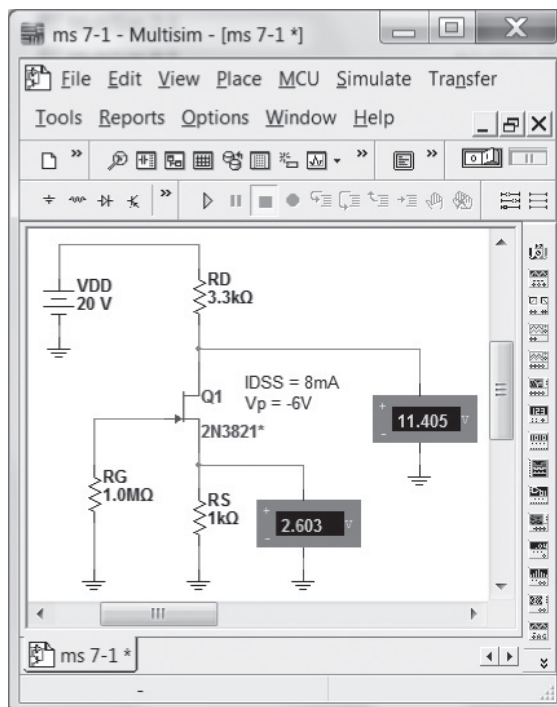 ms 7-1 - Multisim - [ms 7-1 *]
File Edit View Place MCU Simulate Transfer
Tools Reports Options Window Help
VDD
20 V
RD
3.3kΩ
IDSS = 8mA
Vp = -6V
Q1
2N3821*
11.405 V
RG
1.0MΩ
RS
1kΩ
2.603 V
ms 7-1 *